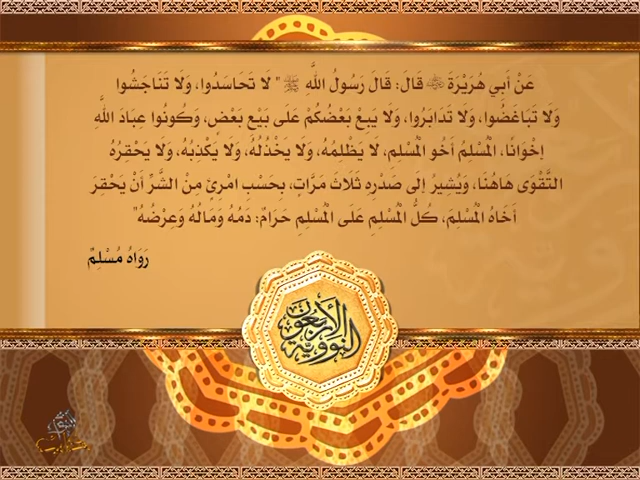 عَنْ أَبِي هُرَيْرَةَ ﷺ قَالَ: قَالَ رَسُولُ اللَّهِ ﷺ " لَا تَحَاسَدُوا، وَلَا تَنَاجَشُوا
وَلَا تَبَاغَضُوا، وَلَا تَدَابَرُوا، وَلَا يَبِعْ بَعْضُكُمْ عَلَى بَيْعِ بَعْضٍ، وَكُونُوا عِبَادَ اللَّهِ
إِخْوَانًا، الْمُسْلِمُ أَخُو الْمُسْلِمِ، لَا يَظْلِمُهُ، وَلَا يَخْذُلُهُ، وَلَا يَكْذِبُهُ، وَلَا يَحْقِرُهُ
التَّقْوَى هَاهُنَا، وَيُشِيرُ إِلَى صَدْرِهِ ثَلَاثَ مَرَّاتٍ، بِحَسْبِ امْرِئٍ مِنْ الشَّرِّ أَنْ يَحْقِرَ
أَخَاهُ الْمُسْلِمَ، كُلُّ الْمُسْلِمِ عَلَى الْمُسْلِمِ حَرَامٌ: دَمُهُ وَمَالُهُ وَعِرْضُهُ"
رَوَاهُ مُسْلِمٌ
الأربعون
النووية